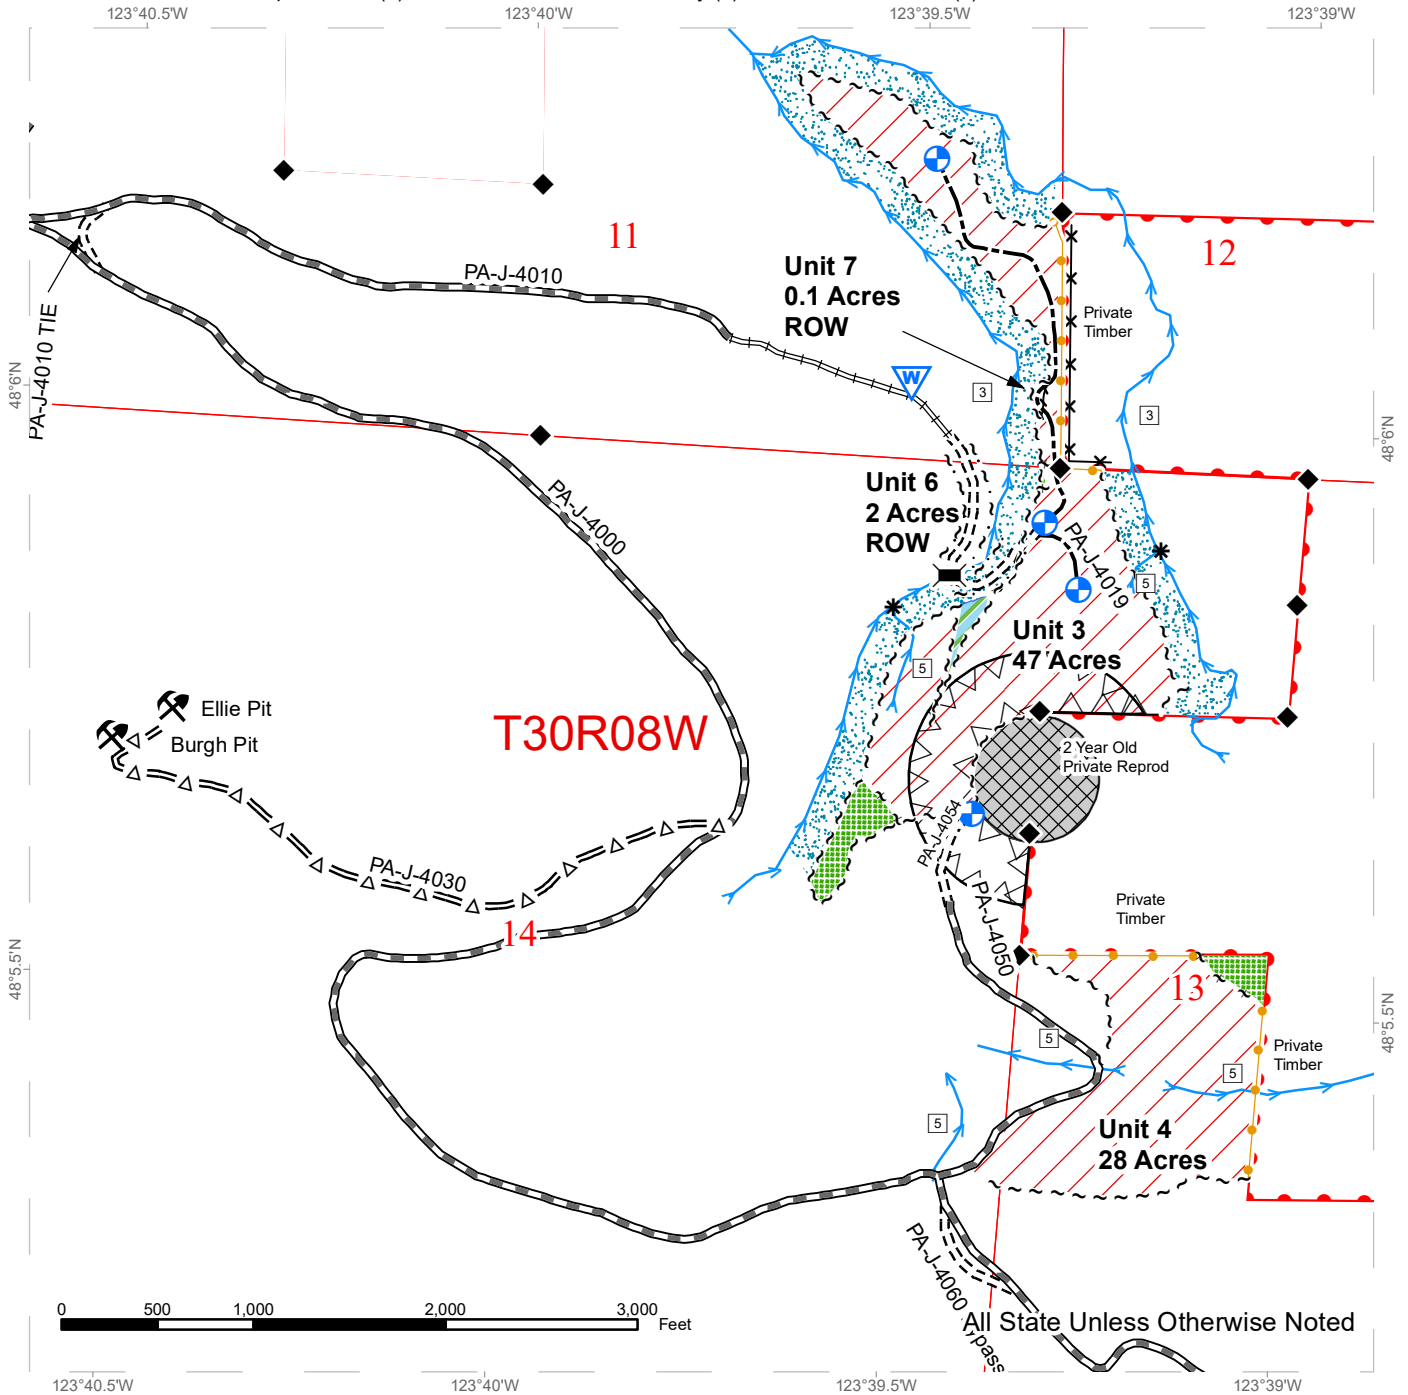 123°40.5'W
123°40'W
123°39.5'W
123°39'W
11
12
PA-J-4010
Unit 7
0.1 Acres
ROW
Private
Timber
PA-J-4010 TIE
W
3
3
48°6'N
48°6'N
Unit 6
2 Acres
ROW
PA-J-4000
PA-J-4019
5
5
Unit 3
47 Acres
Ellie Pit
Burgh Pit
T30R08W
2 Year Old
Private Reprod
PA-J-4054
PA-J-4030
PA-J-4050
Private
Timber
14
13
48°5.5'N
48°5.5'N
5
Private
Timber
5
5
Unit 4
28 Acres
PA-J-4060
pass
0
500
1,000
2,000
3,000
Feet
All State Unless Otherwise Noted
123°40.5'W
123°40'W
123°39.5'W
123°39'W